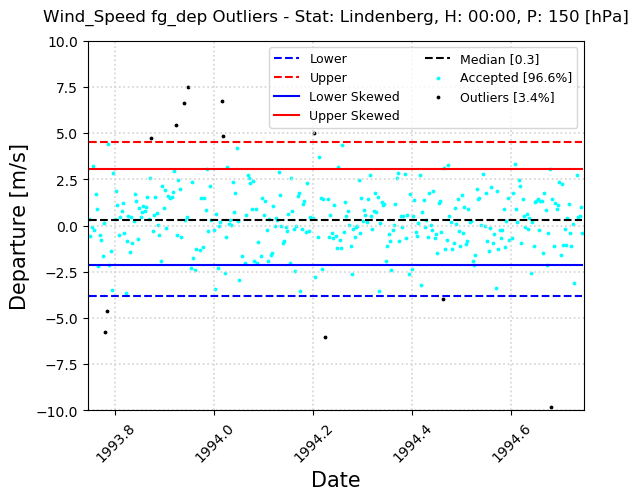 Wind_Speed fg_dep Outliers - Stat: Lindenberg, H: 00:00, P: 150 [hPa]
10.0
7.5
5.0
2.5
0.0
−2.5
−5.0
−7.5
−10.0
Departure [m/s]
Lower
Upper
Lower Skewed
Upper Skewed
Median [0.3]
Accepted [96.6%]
Outliers [3.4%]
1993.8
1994.0
1994.2
1994.4
1994.6
Date